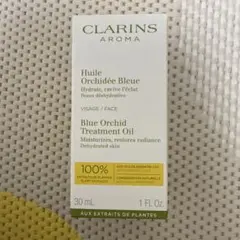 CLARINS
AROMA
Huile
Orchidée Bleue
Hydrate, ravive l'éclat
Peaux déshydratées
VISAGE / FACE
Blue Orchid
Treatment Oil
Moisturizes, restores radiance
Dehydrated skin
100%
30 mL
1 FL Oz.
AUX EXTRAITS DE PLANTES